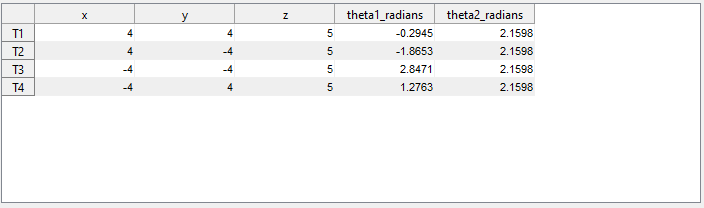 x y z theta1_radians theta2_radians
T1 4 4 5 -0.2945 2.1598
T2 4 -4 5 -1.8653 2.1598
T3 -4 -4 5 2.8471 2.1598
T4 -4 4 5 1.2763 2.1598